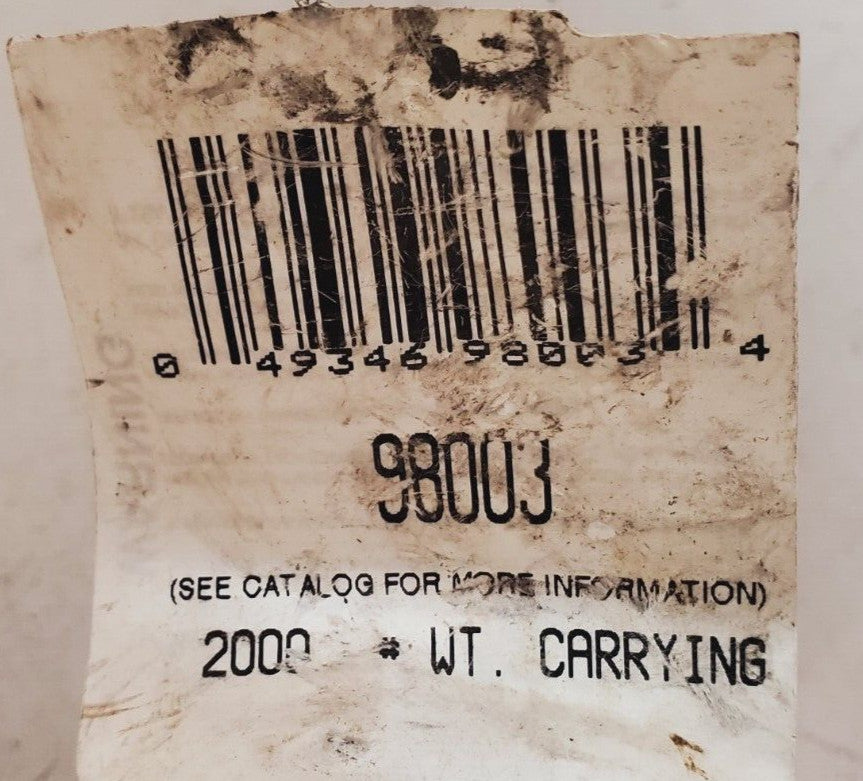 0 49346 98003 4
98003
(SEE CATALOG FOR MORE INFORMATION)
2000 # WT. CARRYING